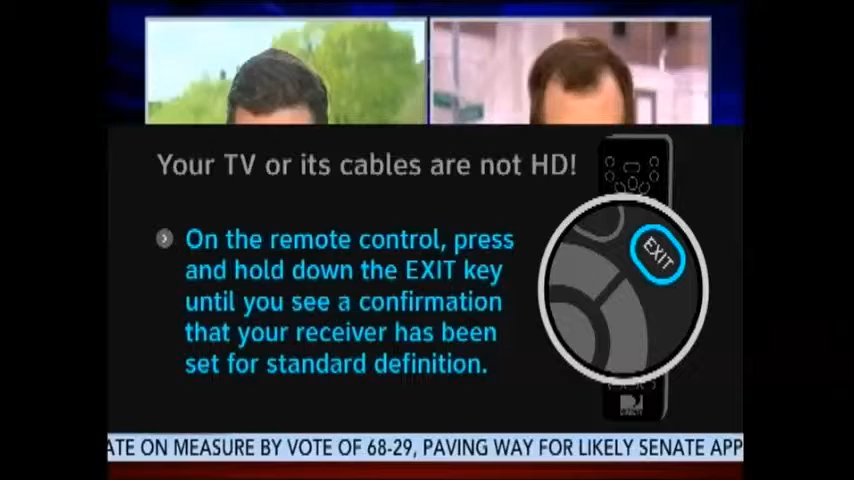 Your TV or its cables are not HD!
On the remote control, press
and hold down the EXIT key
until you see a confirmation
that your receiver has been
set for standard definition.
EXIT
ATE ON MEASURE BY VOTE OF 68-29, PAVING WAY FOR LIKELY SENATE APP